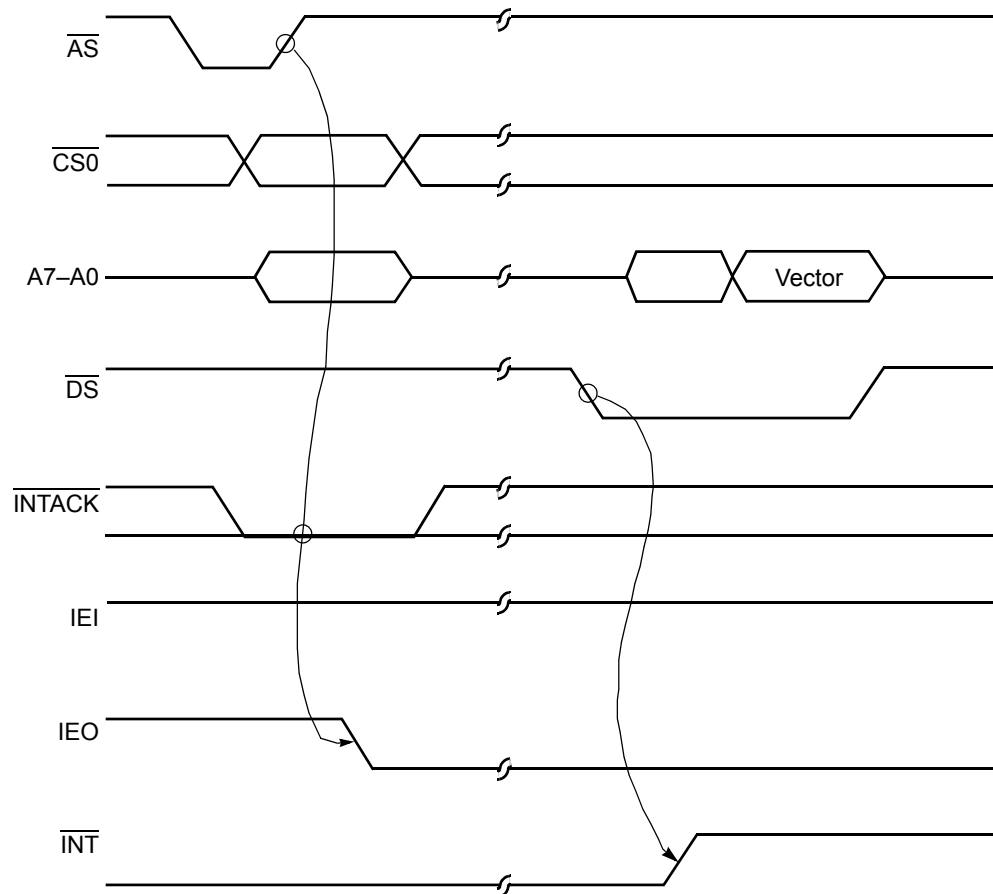 AS
CS0
A7–A0
Vector
DS
INTACK
IEI
IEO
INT